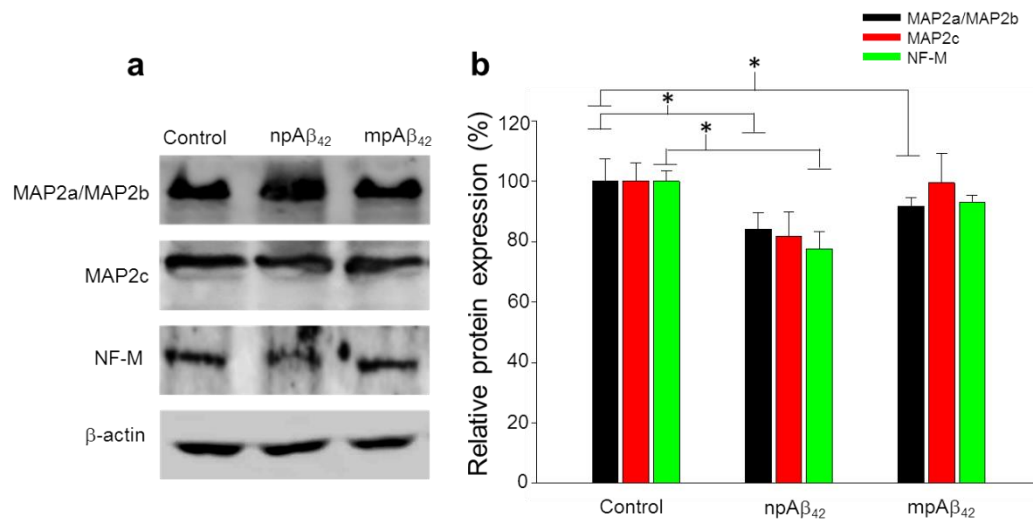 a
Control npAβ₄₂ mpAβ₄₂
MAP2a/MAP2b
MAP2c
NF-M
β-actin
b
MAP2a/MAP2b
MAP2c
NF-M
*
*
*
Relative protein expression (%)
120
100
80
60
40
20
0
Control npAβ₄₂ mpAβ₄₂